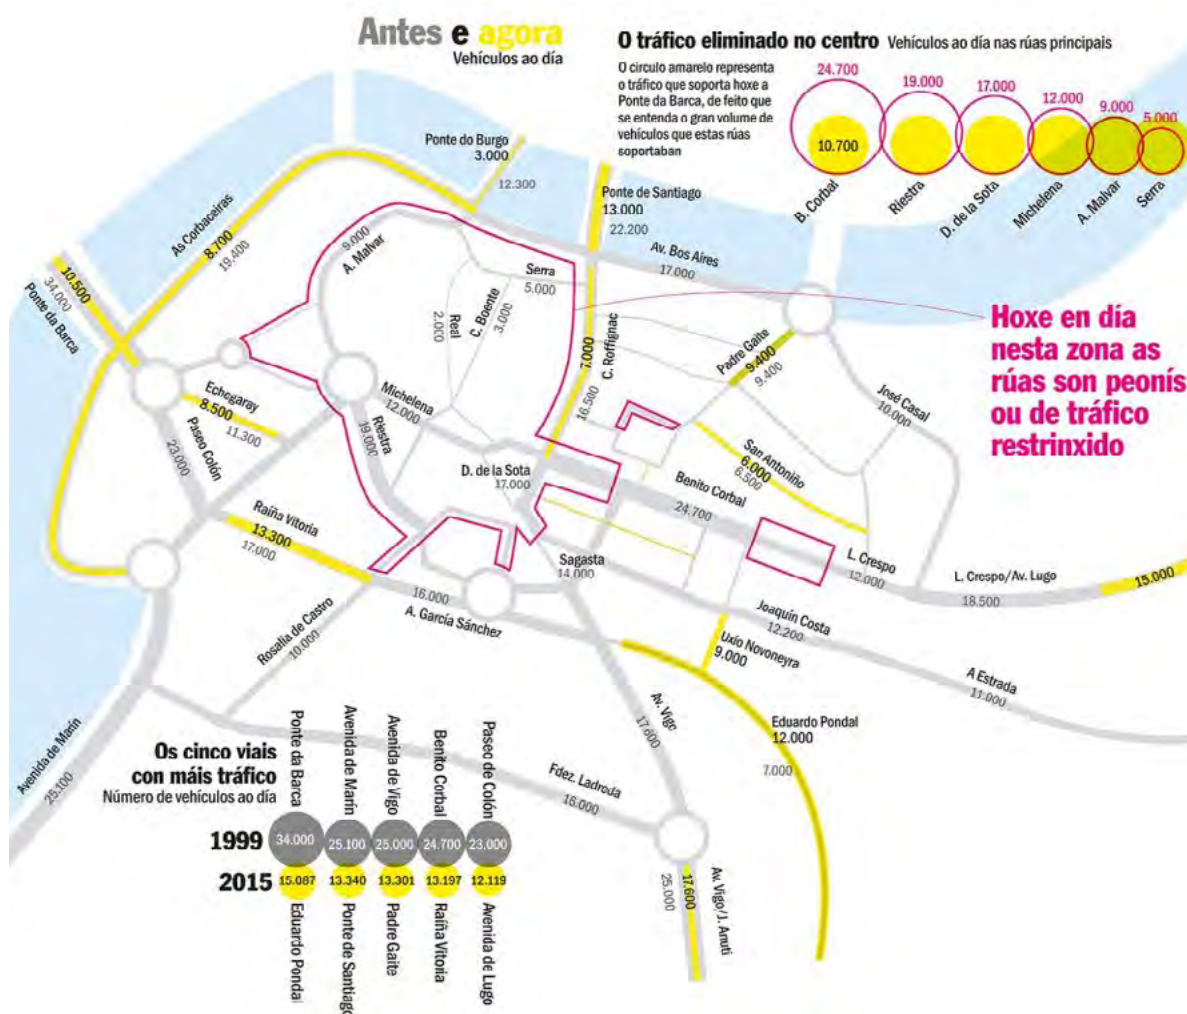 Antes e agora
Vehículos ao día
O tráfico eliminado no centro Vehículos ao día nas rúas principais
O circulo amarelo representa
o tráfico que soporta hoxe a
Ponte da Barca, de feito que
se entenda o gran volume de
vehículos que estas rúas
soportaban
24.700
19.000
17.000
12.000
9.000
5.000
10.700
B. Corbal
Riestra
D. de la Sota
Michelena
A. Malvar
Serra
Ponte do Burgo
3.000
12.300
Ponte de Santiago
13.000
22.200
As Corbaceiras
8.700
19.400
9.000
A. Malvar
Av. Bos Aires
17.000
Serra
5.000
10.500
34.000
Ponte da Barca
Real
2.000
C. Boente
3.000
7.000
C. Roffignac
16.500
Padre Gaite
9.400
9.400
Hoxe en día
nesta zona as
rúas son peonís
ou de tráfico
restrinxido
Echegaray
8.500
11.300
Michelena
12.000
Riestra
19.000
José Casal
10.000
Paseo Colón
23.000
D. de la Sota
17.000
San Antoniño
6.000
6.500
Benito Corbal
24.700
Raíña Vitoria
13.300
17.000
Sagasta
14.000
L. Crespo
12.000
L. Crespo/Av. Lugo
18.500
15.000
16.000
A. García Sánchez
Rosalía de Castro
10.000
Joaquín Costa
12.200
Uxío Novoneyra
9.000
A Estrada
11.000
Avenida de Marín
25.100
Av. Vigo
17.600
Eduardo Pondal
12.000
7.000
Fdez. Ladroda
16.000
Av. Vigo/J. Anuti
17.600
25.000
Os cinco viais
con máis tráfico
Número de vehículos ao día
Ponte da Barca
Avenida de Marín
Avenida de Vigo
Benito Corbal
Paseo de Colón
1999 34.000 25.100 25.000 24.700 23.000
2015 15.087 13.340 13.301 13.197 12.119
Eduardo Pondal
Ponte de Santiago
Padre Gaite
Raíña Vitoria
Avenida de Lugo